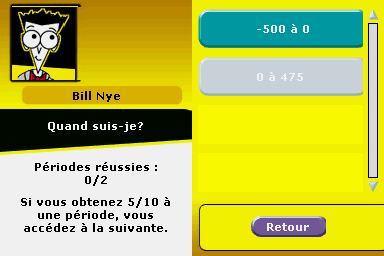 Bill Nye
Quand suis-je?
Périodes réussies :
0/2
Si vous obtenez 5/10 à
une période, vous
accédez à la suivante.
-500 à 0
0 à 475
Retour